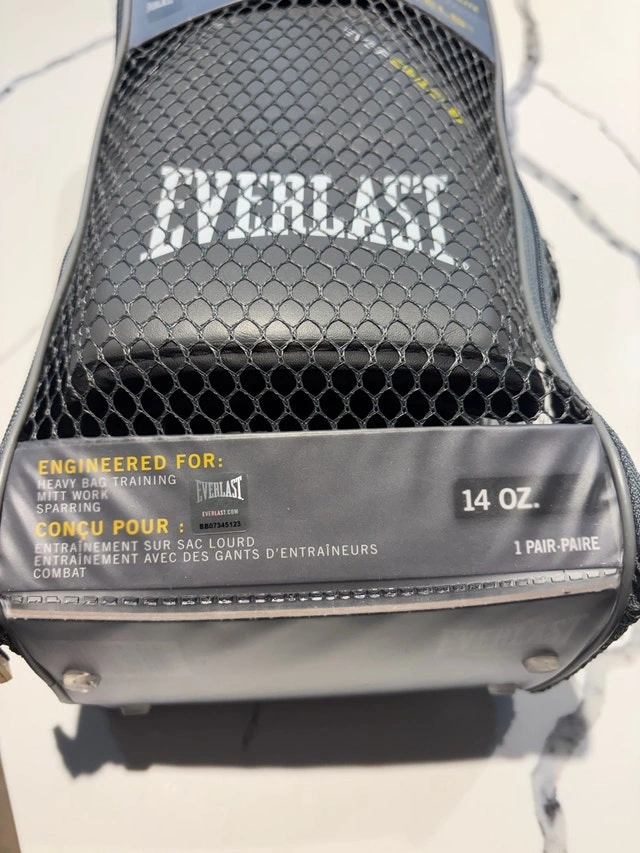 EVERLAST
ENGINEERED FOR:
HEAVY BAG TRAINING
MITT WORK
SPARRING
EVERLAST
EVERLAST.COM
BB07345123
CONÇU POUR :
ENTRAÎNEMENT SUR SAC LOURD
ENTRAÎNEMENT AVEC DES GANTS D'ENTRAÎNEURS
COMBAT
14 OZ.
1 PAIR-PAIRE